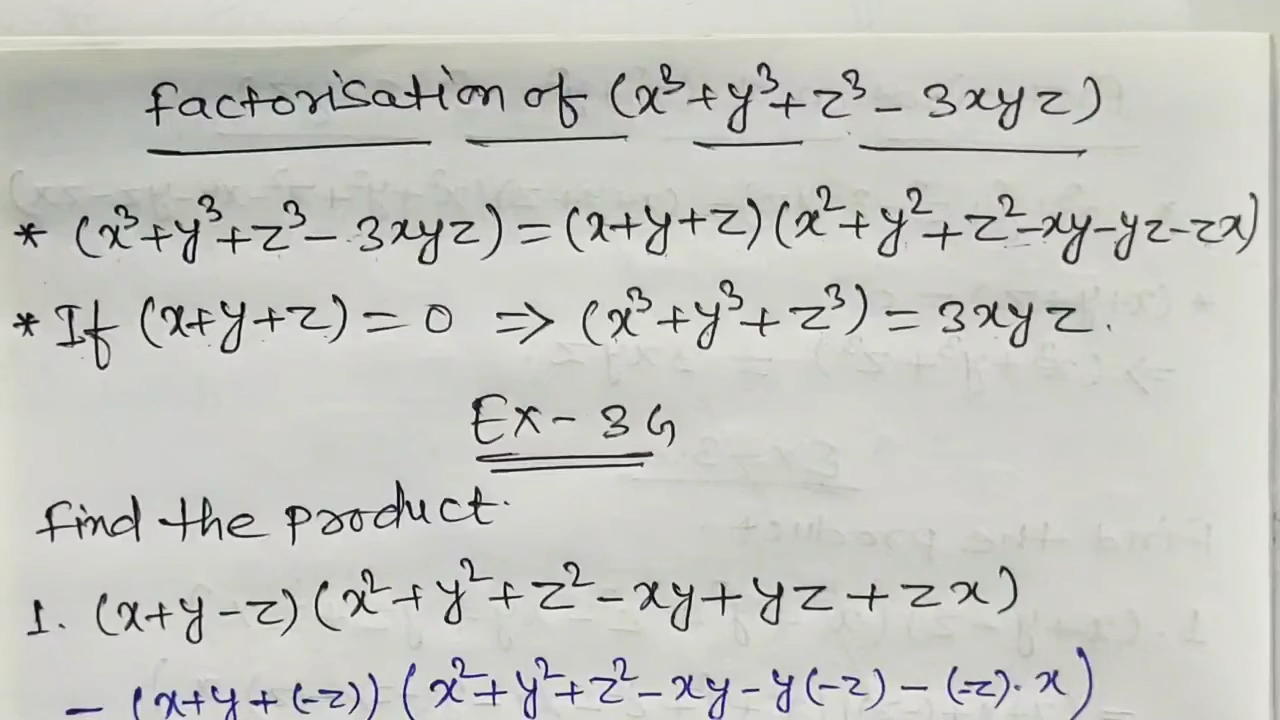 Factorisation of (x³+y³+z³-3xyz)
* (x³+y³+z³-3xyz)=(x+y+z)(x²+y²+z²-xy-yz-zx)
* If (x+y+z)=0 ⇒ (x³+y³+z³)=3xyz.
Ex-3G
Find the product.
1. (x+y-z)(x²+y²+z²-xy+yz+zx)
= (x+y+(-z))(x²+y²+z²-xy-y(-z)-(-z)·x)